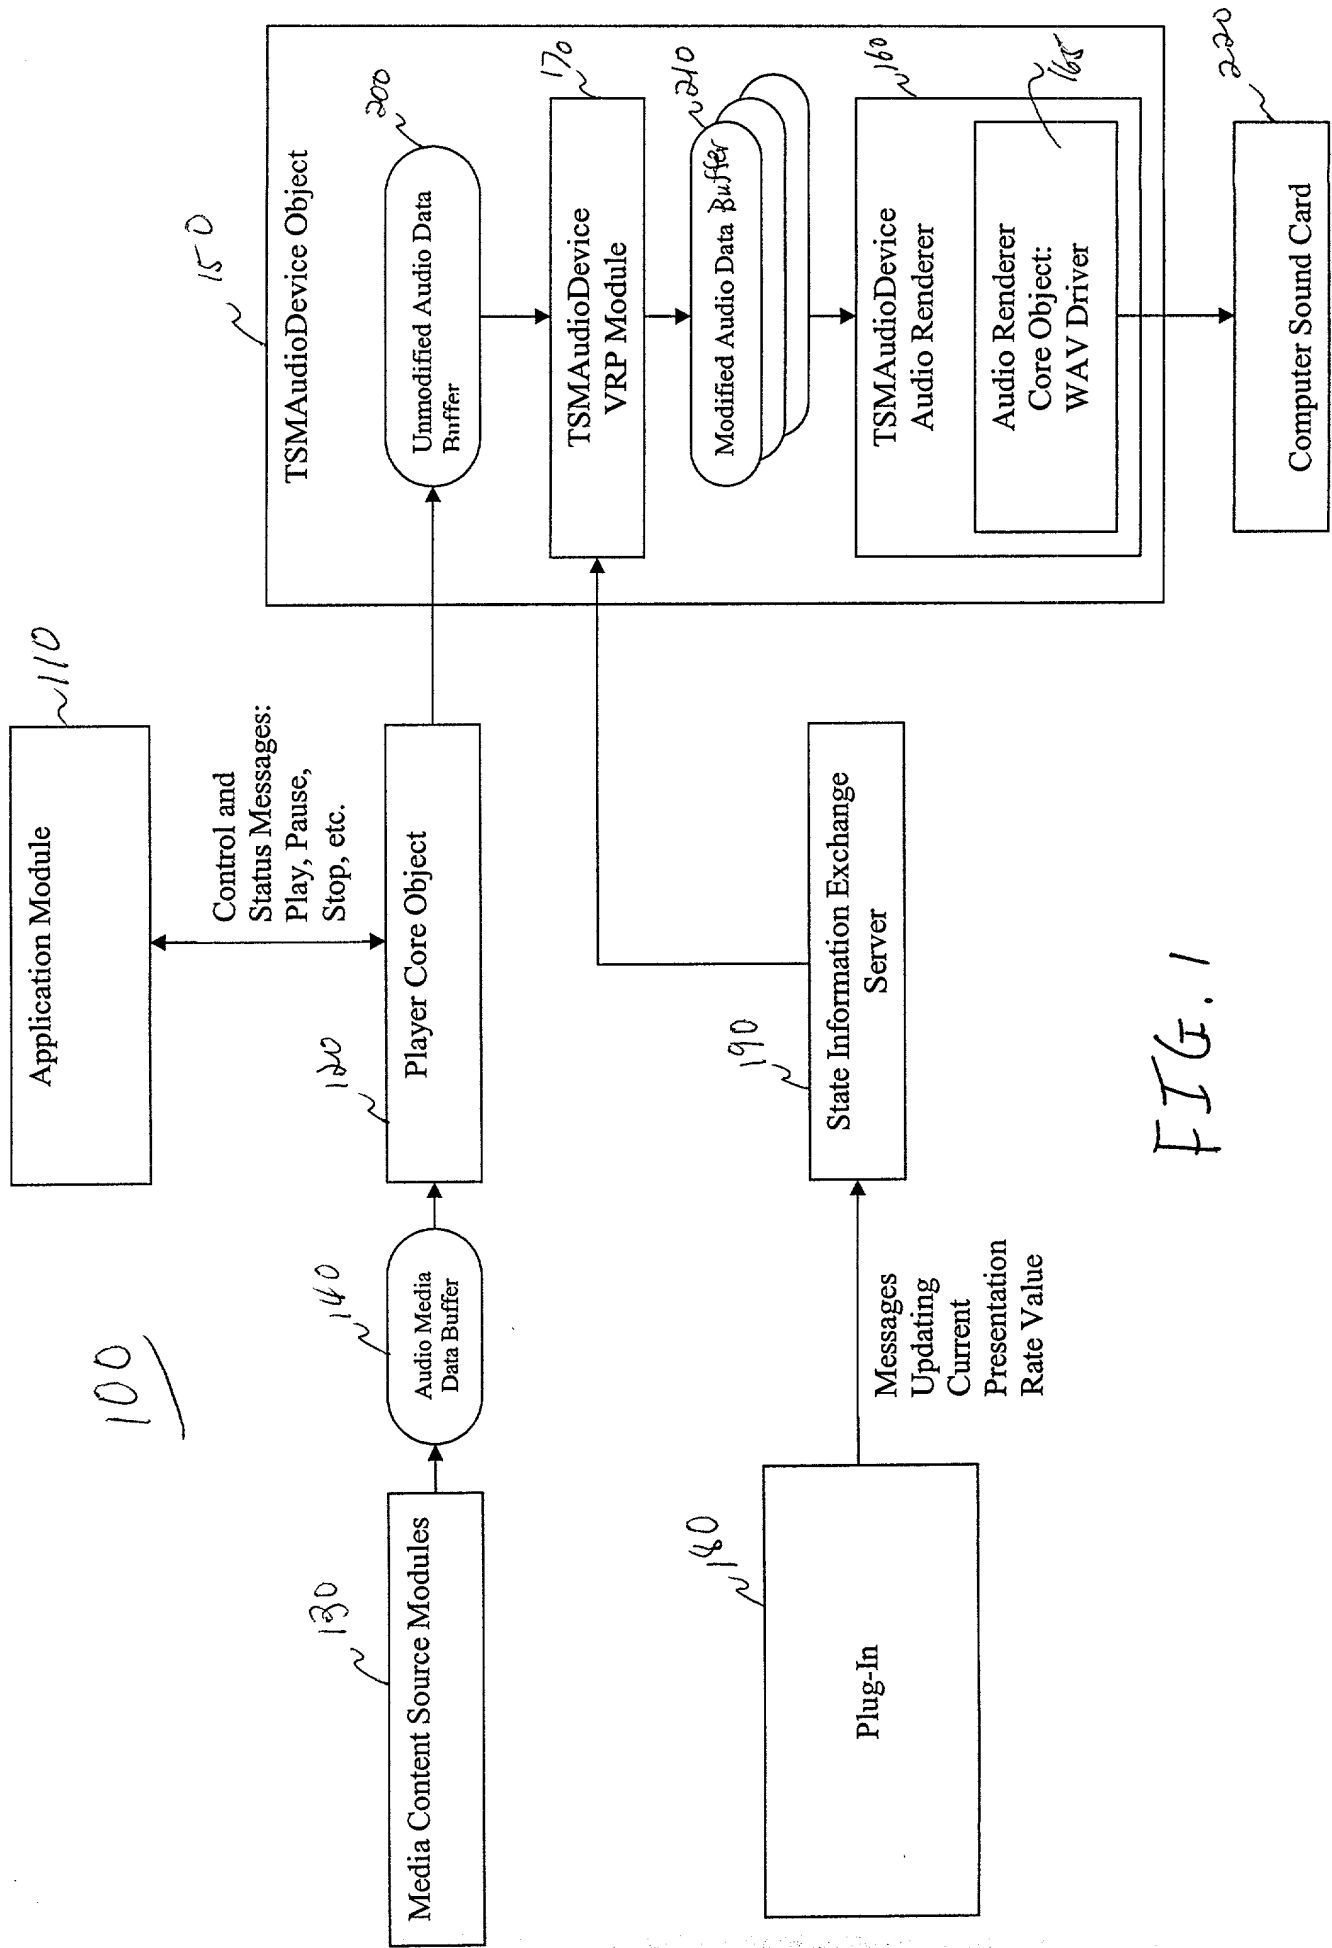 100
Application Module
110
Control and
Status Messages:
Play, Pause,
Stop, etc.
Media Content Source Modules
130
Audio Media
Data Buffer
140
Player Core Object
120
TSMAudioDevice Object
150
Unmodified Audio Data
Buffer
200
TSMAudioDevice
VRP Module
170
Modified Audio Data Buffer
210
TSMAudioDevice
Audio Renderer
160
Audio Renderer
Core Object:
WAV Driver
165
Computer Sound Card
220
Plug-In
180
Messages
Updating
Current
Presentation
Rate Value
State Information Exchange
Server
190
FIG. 1